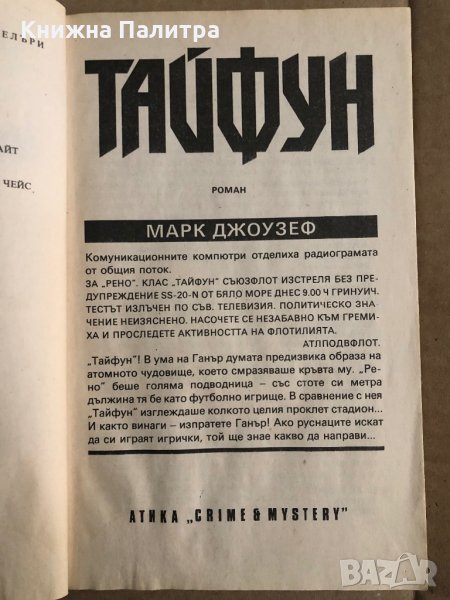 Книжна Палитра
ЕЛЪРИ
АЙТ
ЧЕЙС
ТАЙФУН
РОМАН
МАРК ДЖОУЗЕФ
Комуникационните компютри отделиха радиограмата
от общия поток.
ЗА „РЕНО". КЛАС „ТАЙФУН" СЪЮЗФЛОТ ИЗСТРЕЛЯ БЕЗ ПРЕ-
ДУПРЕЖДЕНИЕ SS-20-N ОТ БЯЛО МОРЕ ДНЕС 9.00 Ч ГРИНУИЧ.
ТЕСТЪТ ИЗЛЪЧЕН ПО СЪВ. ТЕЛЕВИЗИЯ. ПОЛИТИЧЕСКО ЗНА-
ЧЕНИЕ НЕИЗЯСНЕНО. НАСОЧЕТЕ СЕ НЕЗАБАВНО КЪМ ГРЕМИ-
ХА И ПРОСЛЕДЕТЕ АКТИВНОСТТА НА ФЛОТИЛИЯТА.
АТЛПОДВФЛОТ.
„Тайфун"! В ума на Ганър думата предизвика образа на
атомното чудовище, което смразяваше кръвта му. „Ре-
но" беше голяма подводница – със стоте си метра
дължина тя бе като футболно игрище. В сравнение с нея
„Тайфун" изглеждаше колкото целия проклет стадион...
И както винаги – изпратете Ганър! Ако руснаците искат
да си играят игрички, той ще знае какво да направи...
АТИКА „CRIME & MYSTERY"
BAZAR